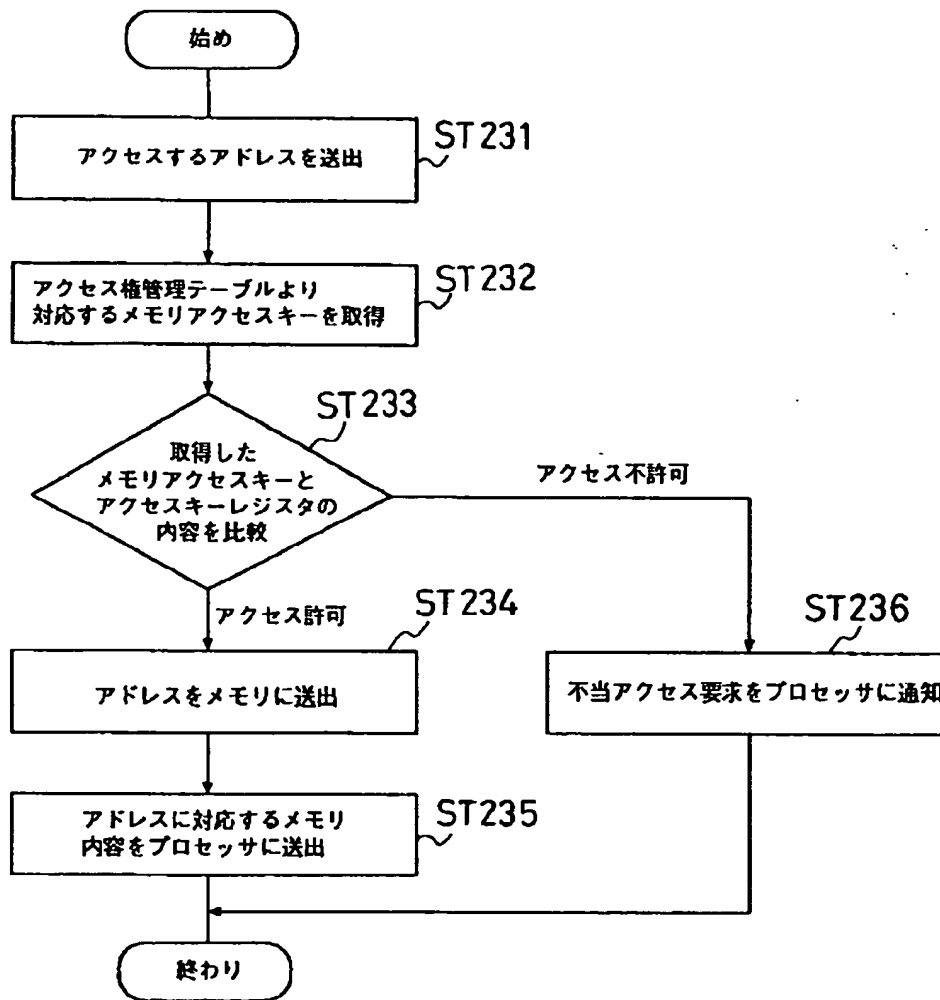 始め
アクセスするアドレスを送出
ST231
アクセス権管理テーブルより
対応するメモリアクセスキーを取得
ST232
ST233
取得した
メモリアクセスキーと
アクセスキーレジスタの
内容を比較
アクセス不許可
アクセス許可
ST234
アドレスをメモリに送出
ST236
不当アクセス要求をプロセッサに通知
ST235
アドレスに対応するメモリ
内容をプロセッサに送出
終わり